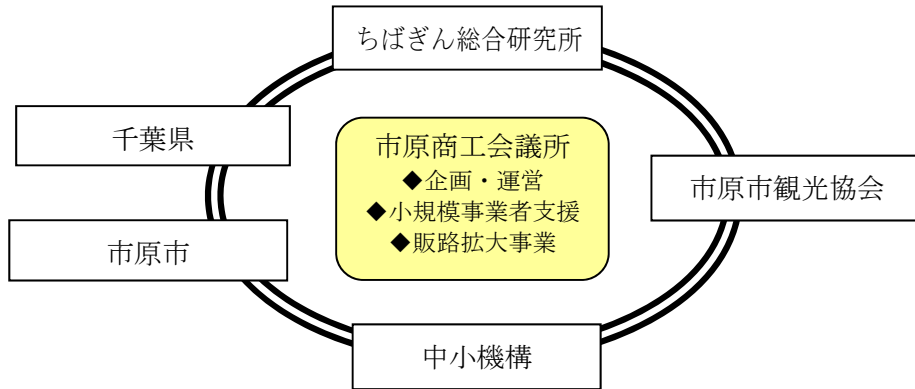 ちばぎん総合研究所
千葉県
市原商工会議所
◆企画・運営
◆小規模事業者支援
◆販路拡大事業
市原市観光協会
市原市
中小機構